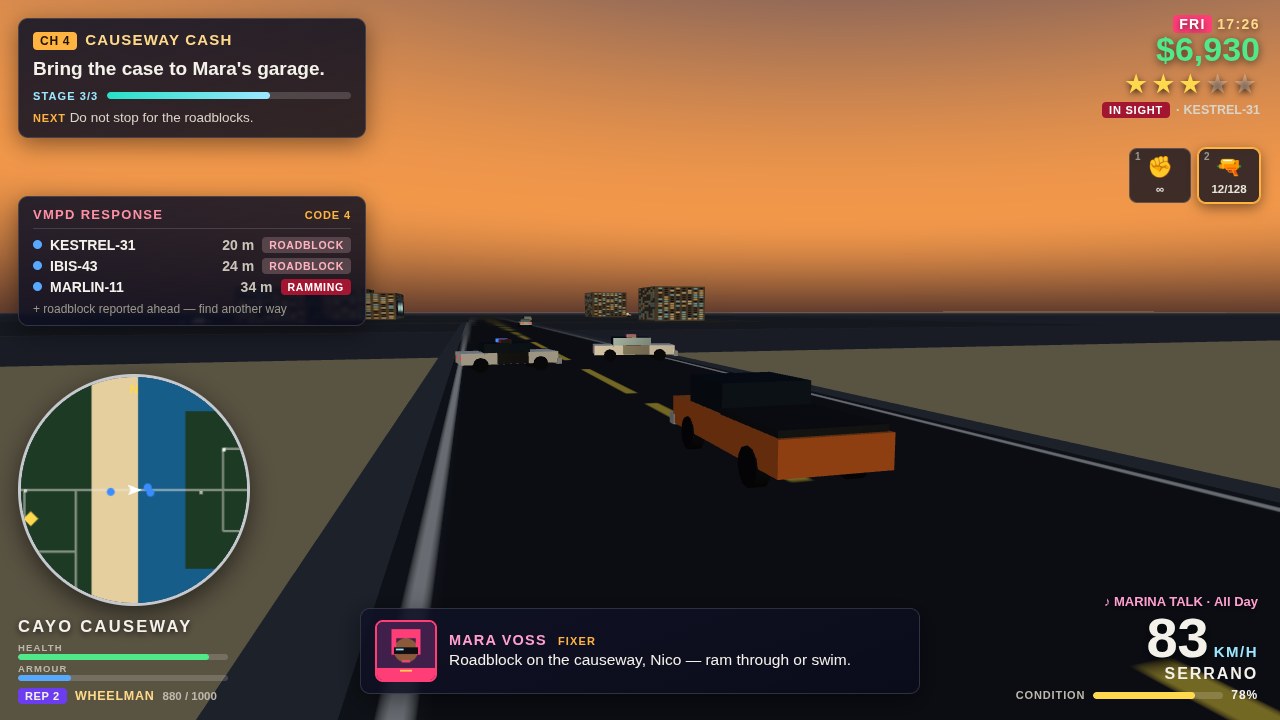 CH 4 CAUSEWAY CASH
Bring the case to Mara's garage.
STAGE 3/3
NEXT Do not stop for the roadblocks.
VMPD RESPONSE CODE 4
KESTREL-31 20 m ROADBLOCK
IBIS-43 24 m ROADBLOCK
MARLIN-11 34 m RAMMING
+ roadblock reported ahead — find another way
FRI 17:26
$6,930
IN SIGHT · KESTREL-31
1 ∞
2 12/128
N
CAYO CAUSEWAY
HEALTH
ARMOUR
REP 2 WHEELMAN 880 / 1000
MARA VOSS FIXER
Roadblock on the causeway, Nico — ram through or swim.
♪ MARINA TALK · All Day
83 KM/H
SERRANO
CONDITION 78%